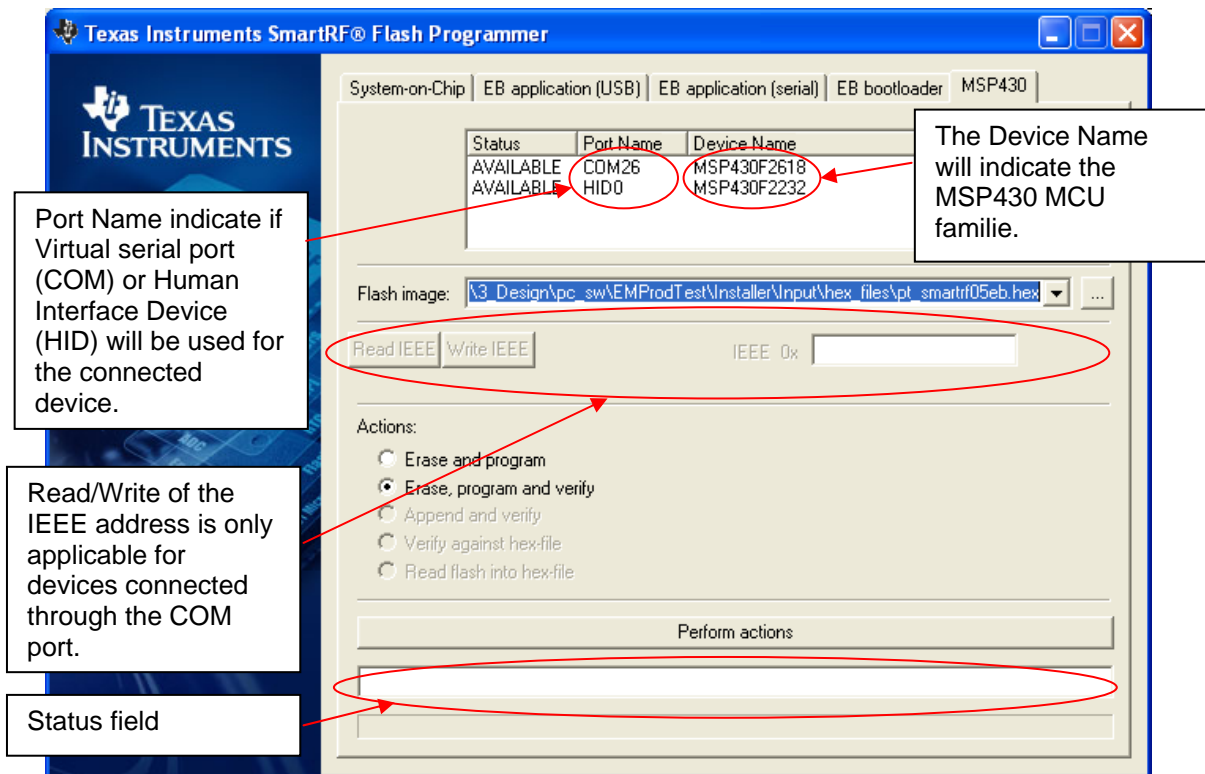 Texas Instruments SmartRF® Flash Programmer
TEXAS
INSTRUMENTS
System-on-Chip EB application (USB) EB application (serial) EB bootloader MSP430
Status Port Name Device Name
AVAILABLE COM26 MSP430F2618
AVAILABLE HID0 MSP430F2232
The Device Name
will indicate the
MSP430 MCU
familie.
Port Name indicate if
Virtual serial port
(COM) or Human
Interface Device
(HID) will be used for
the connected
device.
Flash image: \3_Design\pc_sw\EMProdTest\Installer\Input\hex_files\pt_smartrf05eb.hex ...
Read IEEE Write IEEE IEEE 0x
Actions:
Erase and program
Erase, program and verify
Append and verify
Verify against hex-file
Read flash into hex-file
Read/Write of the
IEEE address is only
applicable for
devices connected
through the COM
port.
Perform actions
Status field